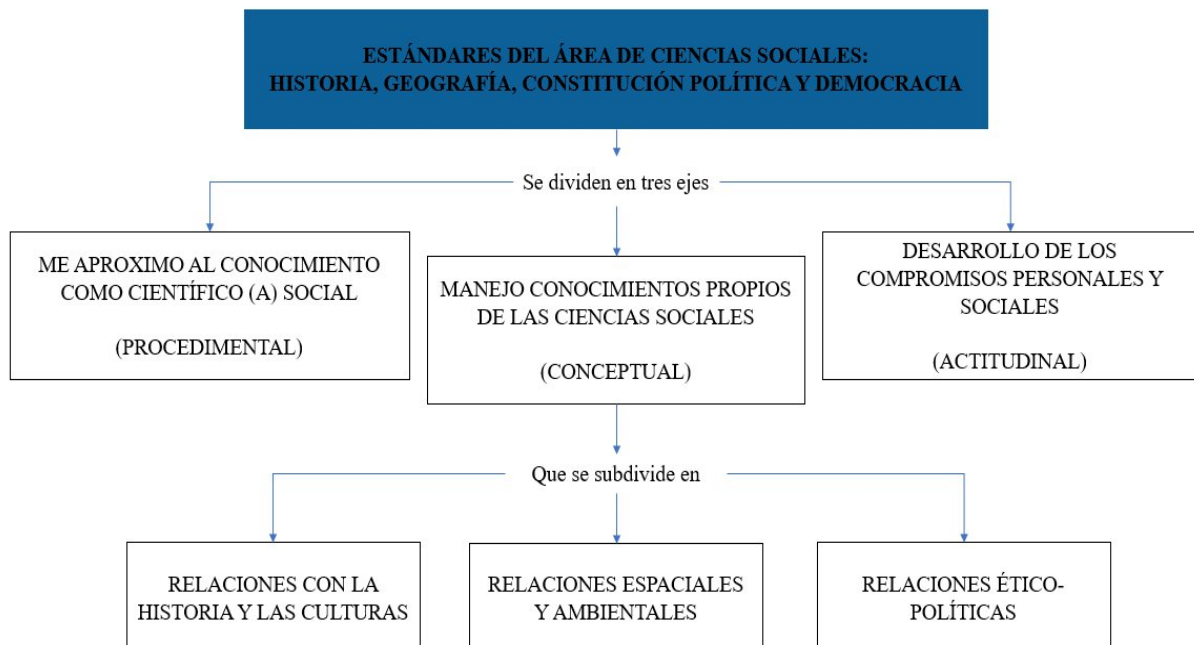 ESTÁNDARES DEL ÁREA DE CIENCIAS SOCIALES:
HISTORIA, GEOGRAFÍA, CONSTITUCIÓN POLÍTICA Y DEMOCRACIA
Se dividen en tres ejes
ME APROXIMO AL CONOCIMIENTO
COMO CIENTÍFICO (A) SOCIAL
(PROCEDIMENTAL)
MANEJO CONOCIMIENTOS PROPIOS
DE LAS CIENCIAS SOCIALES
(CONCEPTUAL)
DESARROLLO DE LOS
COMPROMISOS PERSONALES Y
SOCIALES
(ACTITUDINAL)
Que se subdivide en
RELACIONES CON LA
HISTORIA Y LAS CULTURAS
RELACIONES ESPACIALES
Y AMBIENTALES
RELACIONES ÉTICO-
POLÍTICAS